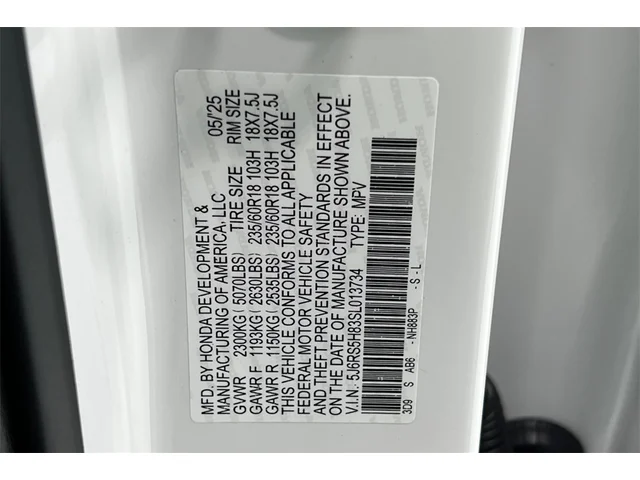 MFD. BY HONDA DEVELOPMENT &
MANUFACTURING OF AMERICA, LLC 05/'25
GVWR 2300KG ( 5070LBS) TIRE SIZE RIM SIZE
GAWR F 1193KG ( 2630LBS) 235/60R18 103H 18X7.5J
GAWR R 1150KG ( 2535LBS) 235/60R18 103H 18X7.5J
THIS VEHICLE CONFORMS TO ALL APPLICABLE
FEDERAL MOTOR VEHICLE SAFETY
AND THEFT PREVENTION STANDARDS IN EFFECT
ON THE DATE OF MANUFACTURE SHOWN ABOVE.
V.I.N. 5J6RS5H83SL013734 TYPE: MPV
3D9 S AB6 -NH883P - S - L